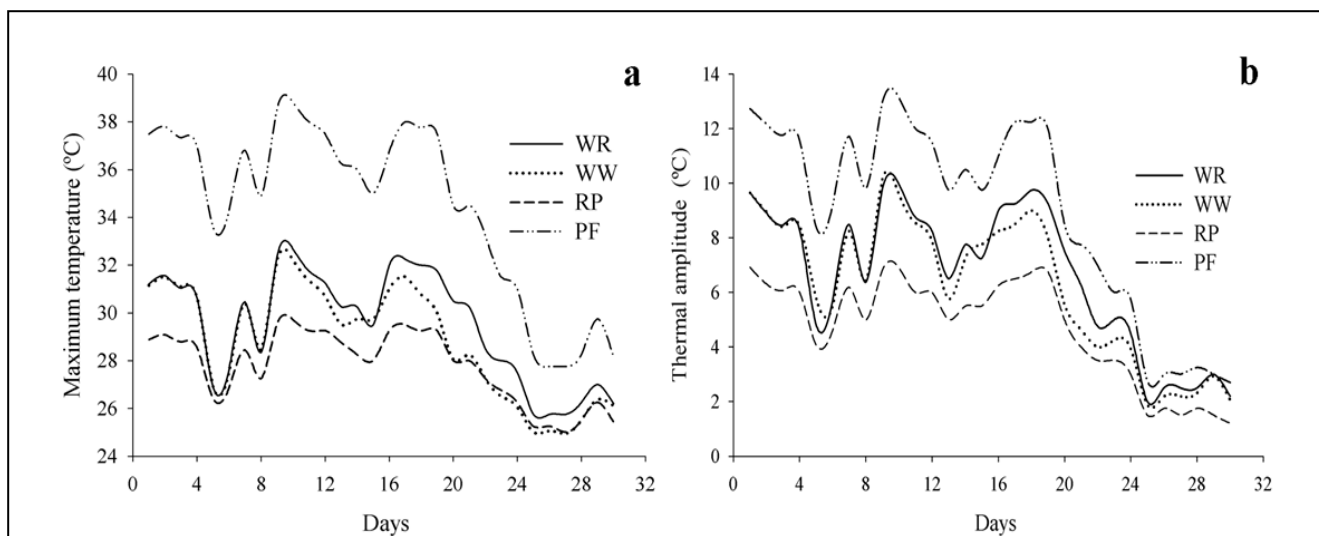 a
Maximum temperature (ºC)
40
38
36
34
32
30
28
26
24
WR
WW
RP
PF
0 4 8 12 16 20 24 28 32
Days
b
Thermal amplitude (ºC)
14
12
10
8
6
4
2
0
WR
WW
RP
PF
0 4 8 12 16 20 24 28 32
Days